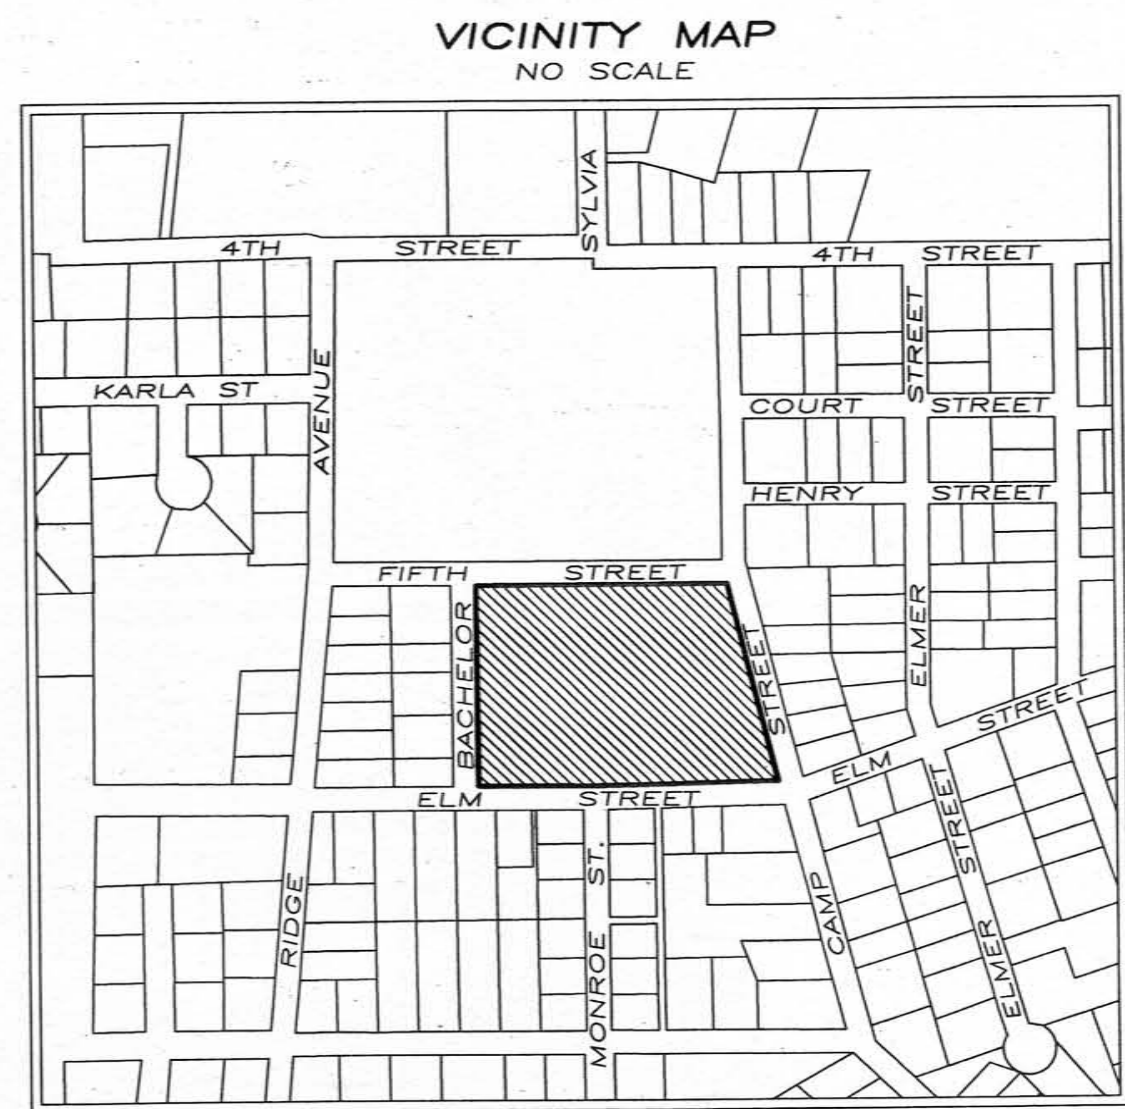 VICINITY MAP
NO SCALE
SYLVIA
4TH STREET
4TH STREET
KARLA ST
AVENUE
STREET
COURT STREET
HENRY STREET
FIFTH STREET
BACHELOR
STREET
ELMER
STREET
ELM
ELM STREET
STREET
MONROE ST.
RIDGE
CAMP
ELMER